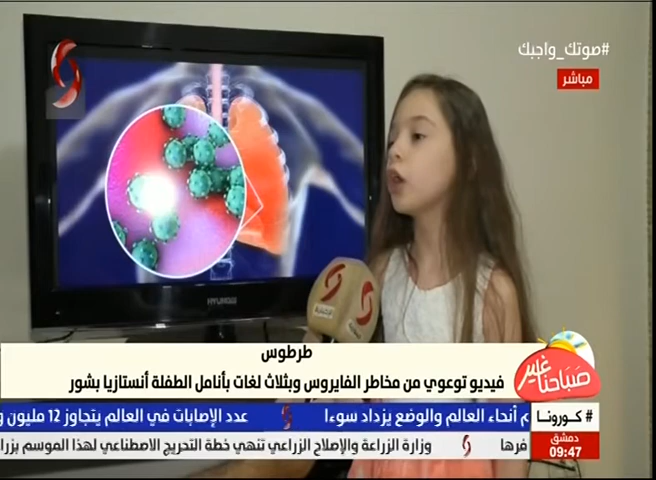 #صوتك_واجبك
مباشر
HYUNDAI
طرطوس
فيديو توعوي من مخاطر الفايروس وبثلاث لغات بأنامل الطفلة أنستازيا بشور
صباحنا غير
# كورونا
م أنحاء العالم والوضع يزداد سوءا عدد الإصابات في العالم يتجاوز 12 مليون و
دمشق
09:47
فرها وزارة الزراعة والإصلاح الزراعي تنهي خطة التحريج الاصطناعي لهذا الموسم بزرا